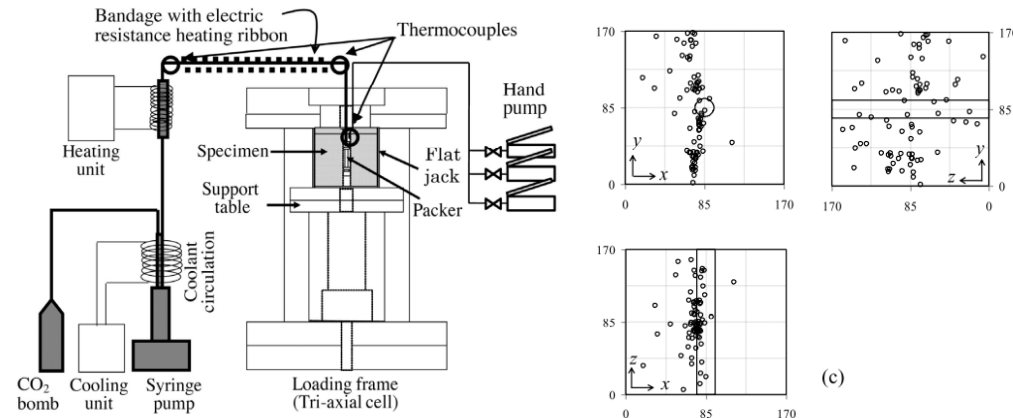 Bandage with electric
resistance heating ribbon
Thermocouples
Hand
pump
Heating
unit
Specimen
Flat
jack
Support
table
Packer
Coolant
circulation
CO2
bomb
Cooling
unit
Syringe
pump
Loading frame
(Tri-axial cell)
170
85
0
y
x
0
85
170
170
85
0
y
z
170
85
0
170
85
0
z
x
0
85
170
(c)